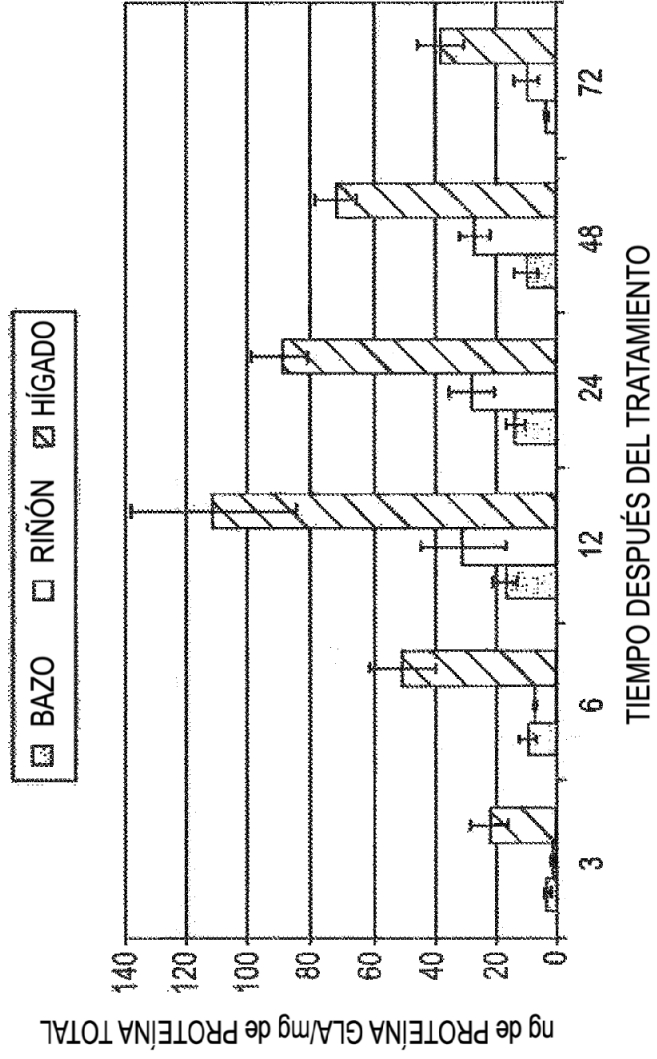 BAZO RIÑÓN HÍGADO
ng de PROTEÍNA GLA/mg de PROTEÍNA TOTAL
140
120
100
80
60
40
20
0
3 6 12 24 48 72
TIEMPO DESPUÉS DEL TRATAMIENTO